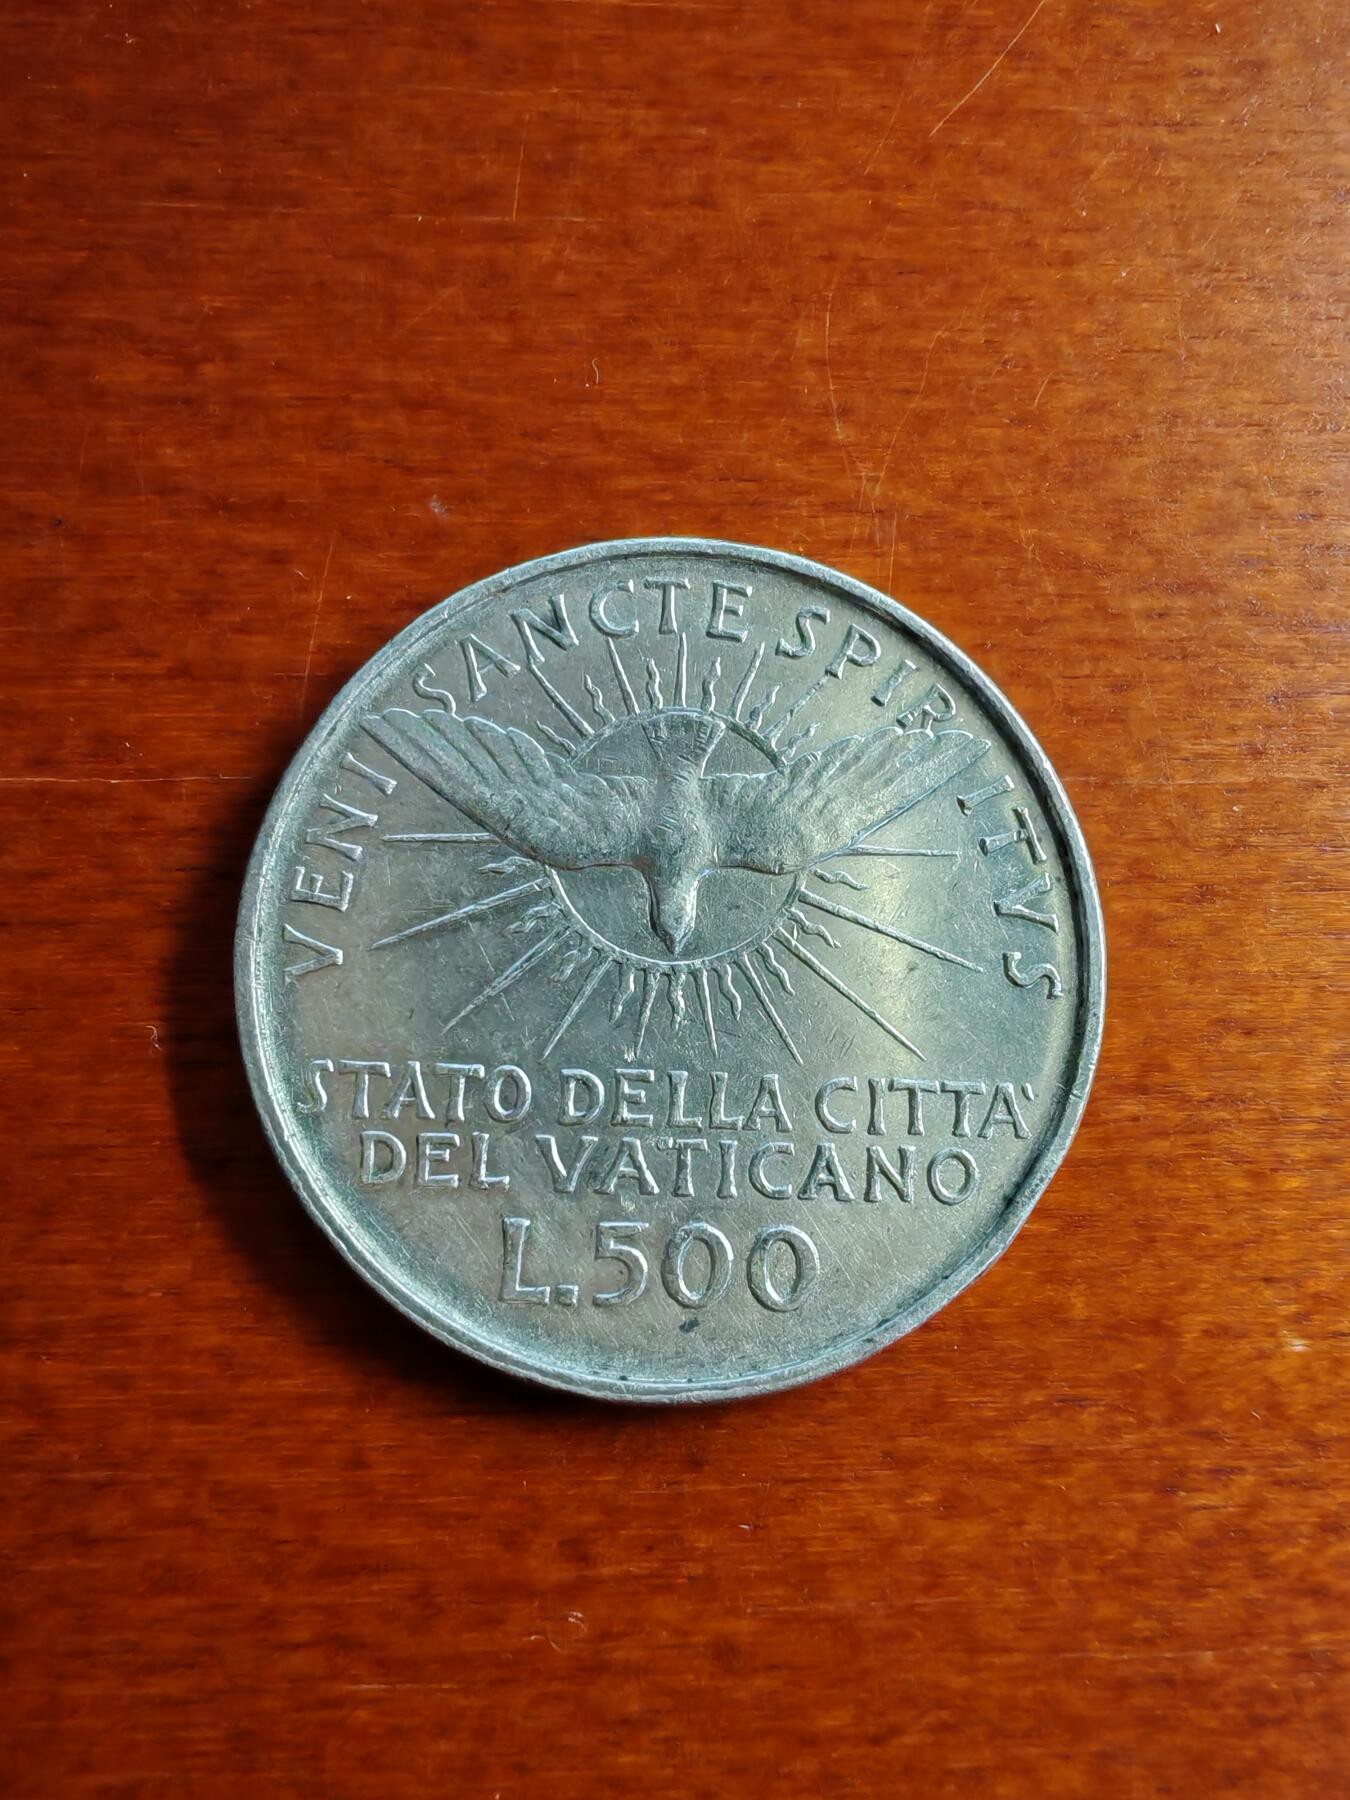 VENI SANCTE SPIRITVS
STATO DELLA CITTA'
DEL VATICANO
L.500